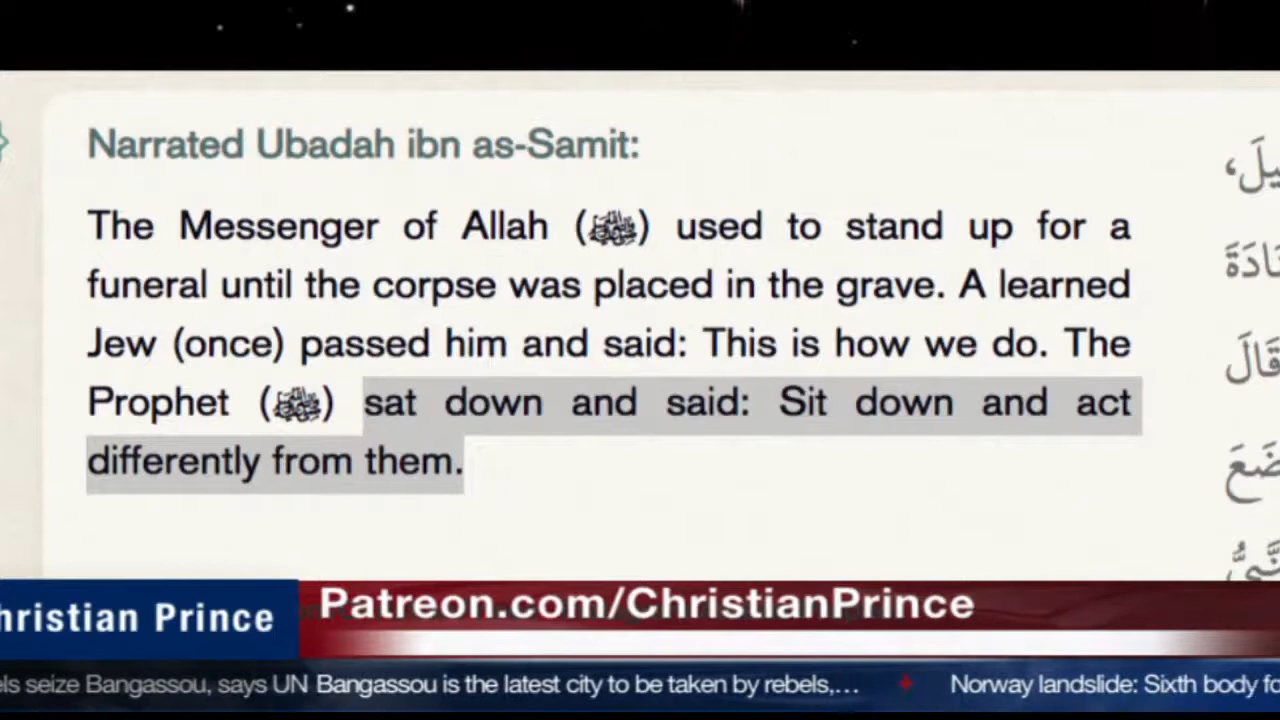 Narrated Ubadah ibn as-Samit:
The Messenger of Allah (ﷺ) used to stand up for a
funeral until the corpse was placed in the grave. A learned
Jew (once) passed him and said: This is how we do. The
Prophet (ﷺ) sat down and said: Sit down and act
differently from them.
يلَ،
قَالَ
hristian Prince
Patreon.com/ChristianPrince
els seize Bangassou, says UN Bangassou is the latest city to be taken by rebels,... Norway landslide: Sixth body fo